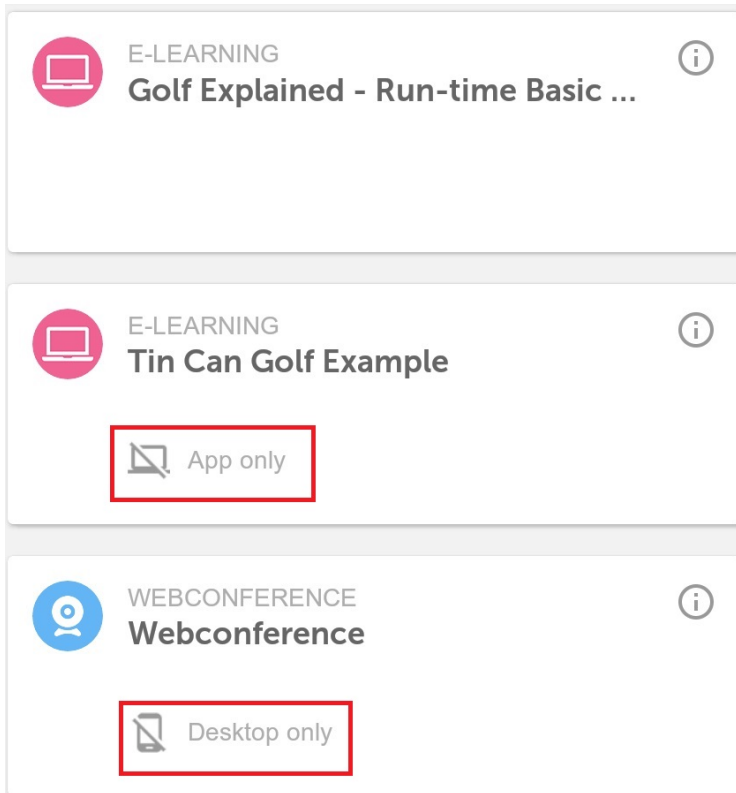 E-LEARNING
Golf Explained - Run-time Basic ...
E-LEARNING
Tin Can Golf Example
App only
WEBCONFERENCE
Webconference
Desktop only